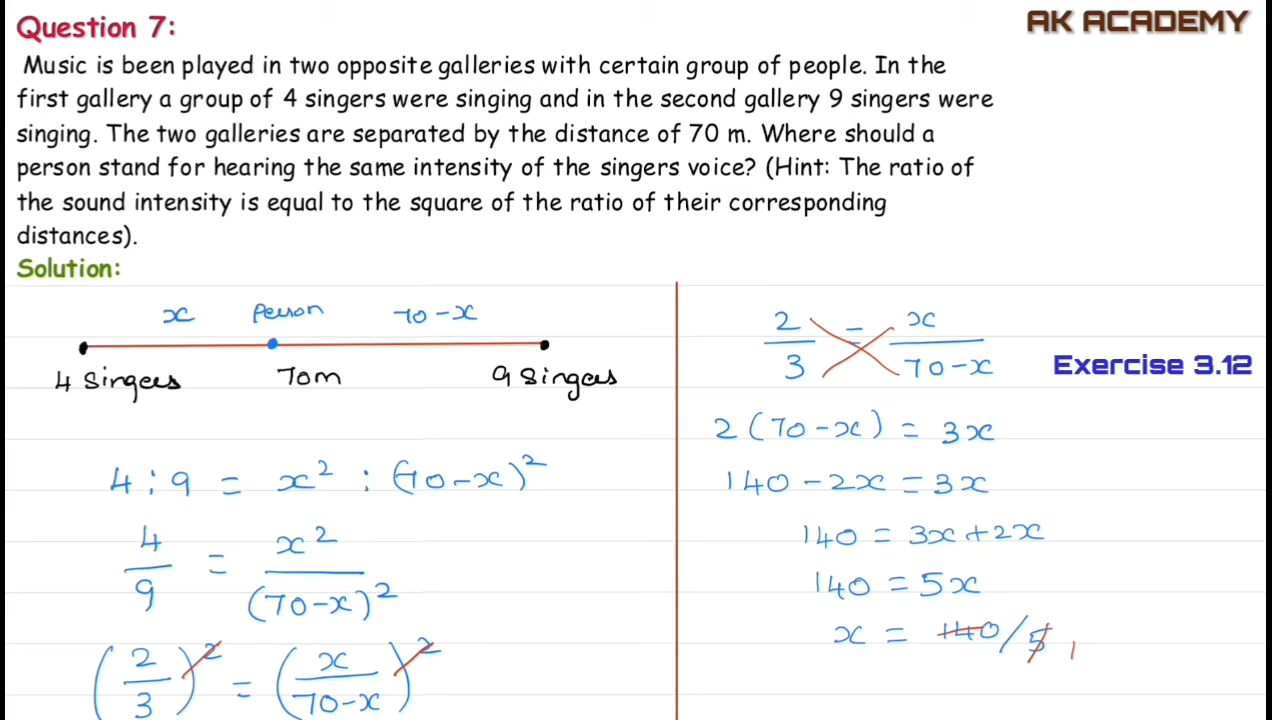 Question 7:
AK ACADEMY
Music is been played in two opposite galleries with certain group of people. In the
first gallery a group of 4 singers were singing and in the second gallery 9 singers were
singing. The two galleries are separated by the distance of 70 m. Where should a
person stand for hearing the same intensity of the singers voice? (Hint: The ratio of
the sound intensity is equal to the square of the ratio of their corresponding
distances).
Solution:
x Person 70-x
4 Singers 70m 9 Singers
4 : 9 = x² : (70-x)²
4/9 = x²/(70-x)²
(2/3)² = (x/70-x)²
2/3 = x/70-x
Exercise 3.12
2(70-x) = 3x
140-2x = 3x
140 = 3x+2x
140 = 5x
x = 140/5 1